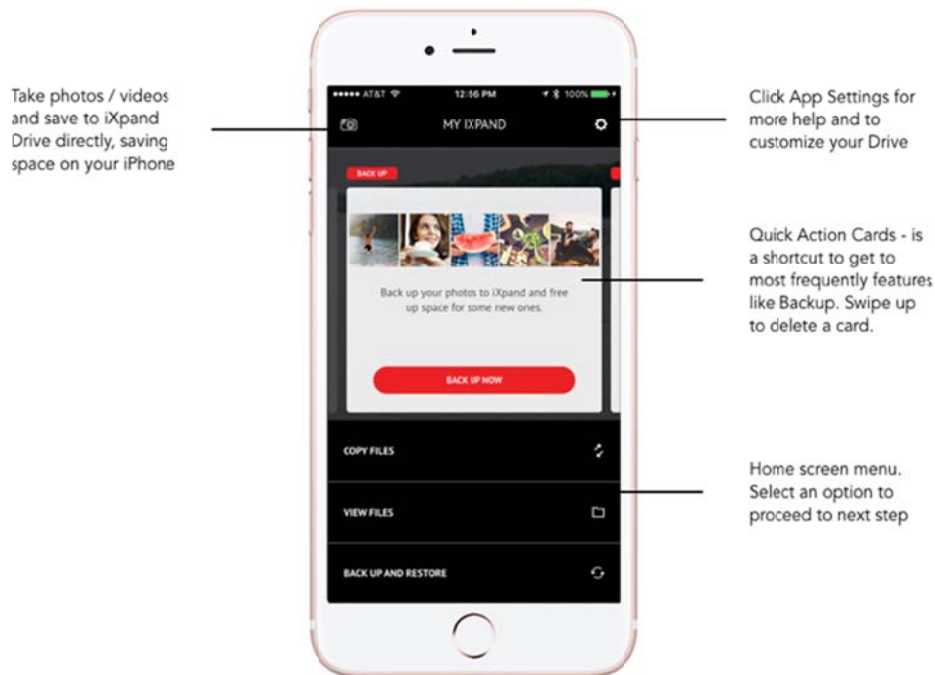 Take photos / videos
and save to iXpand
Drive directly, saving
space on your iPhone
AT&T
12:56 PM
100%
MY IXPAND
BACK UP
Back up your photos to iXpand and free
up space for some new ones.
BACK UP NOW
COPY FILES
VIEW FILES
BACK UP AND RESTORE
Click App Settings for
more help and to
customize your Drive
Quick Action Cards - is
a shortcut to get to
most frequently features
like Backup. Swipe up
to delete a card.
Home screen menu.
Select an option to
proceed to next step